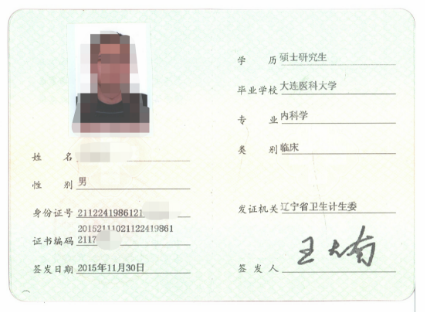 学 历 硕士研究生
毕业学校 大连医科大学
专 业 内科学
类 别 临床
姓 名
性 别 男
身份证号 2112241986121
证书编码 20152111021122419861
2117
签发日期 2015年11月30日
发证机关 辽宁省卫生计生委
签 发 人